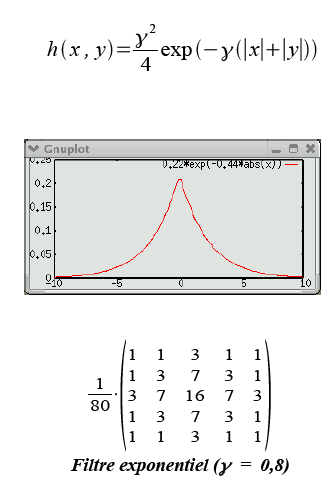 h(x, y)=γ²/4 exp(−γ(|x|+|y|))
Gnuplot
0.25
0.22*exp(-0.44*abs(x))
0.2
0.15
0.1
0.05
0
-10 -5 0 5 10
1/80 ·
1 1 3 1 1
1 3 7 3 1
3 7 16 7 3
1 3 7 3 1
1 1 3 1 1
Filtre exponentiel (γ = 0,8)